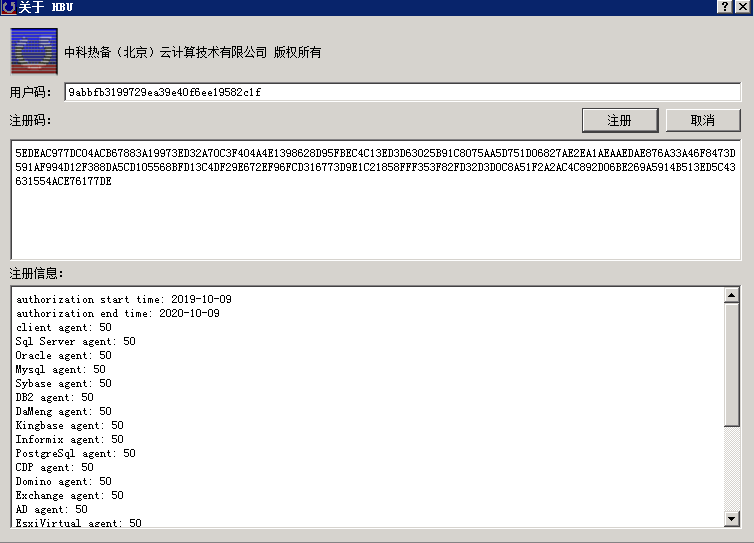 关于 HBU
中科热备（北京）云计算技术有限公司 版权所有
用户码： 9abbfb3199729ea39e40f6ee19582c1f
注册码： 注册 取消
5EDEAC977DC04ACB67883A19973ED32A70C3F404A4E1398628D95FBEC4C13ED3D63025B91C8075AA5D751D06827AE2EA1AEAAEDAE876A33A46F8473D
591AF994D12F388DA5CD105568BFD13C4DF29E672EF96FCD316773D9E1C21858FFF353F82FD32D3D0C8A51F2A2AC4C892D06BE269A5914B513ED5C43
631554ACE76177DE
注册信息：
authorization start time: 2019-10-09
authorization end time: 2020-10-09
client agent: 50
Sql Server agent: 50
Oracle agent: 50
Mysql agent: 50
Sybase agent: 50
DB2 agent: 50
DaMeng agent: 50
Kingbase agent: 50
Informix agent: 50
PostgreSql agent: 50
CDP agent: 50
Domino agent: 50
Exchange agent: 50
AD agent: 50
EsxiVirtual agent: 50